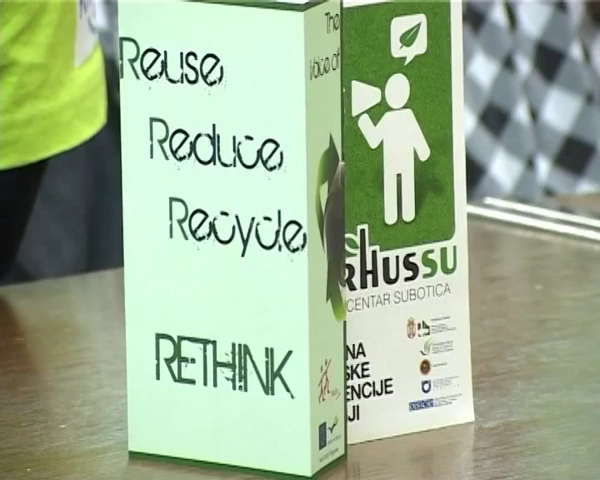 Reuse
Reduce
Recycle
RETHINK
The
Voice of
RHUSSU
CENTAR SUBOTICA
NA
SKE
ENCIJE
JI